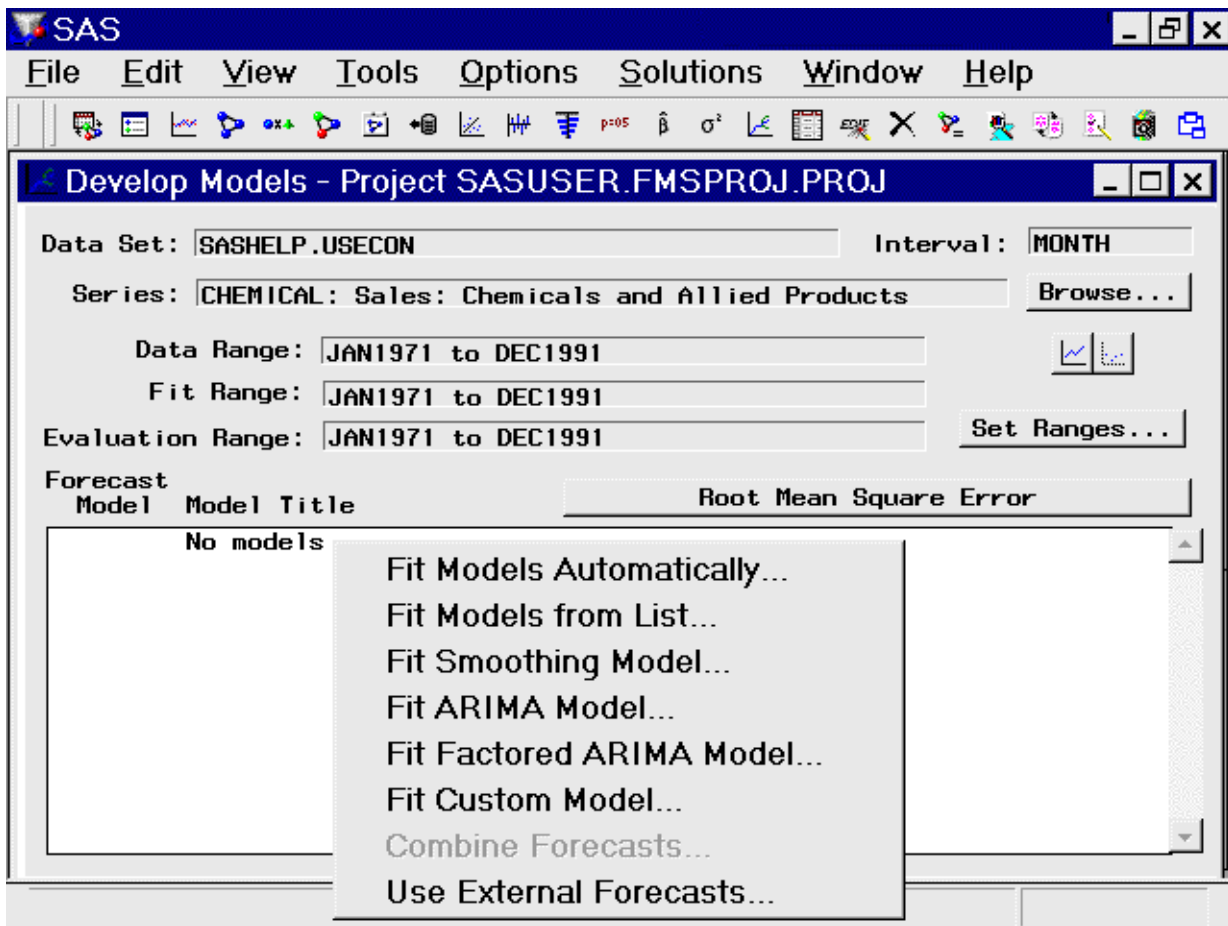 SAS
File Edit View Tools Options Solutions Window Help
p=05 β̂ σ²
Develop Models - Project SASUSER.FMSPROJ.PROJ
Data Set: SASHELP.USECON Interval: MONTH
Series: CHEMICAL: Sales: Chemicals and Allied Products Browse...
Data Range: JAN1971 to DEC1991
Fit Range: JAN1971 to DEC1991
Evaluation Range: JAN1971 to DEC1991 Set Ranges...
Forecast
Model Model Title Root Mean Square Error
No models
Fit Models Automatically...
Fit Models from List...
Fit Smoothing Model...
Fit ARIMA Model...
Fit Factored ARIMA Model...
Fit Custom Model...
Combine Forecasts...
Use External Forecasts...